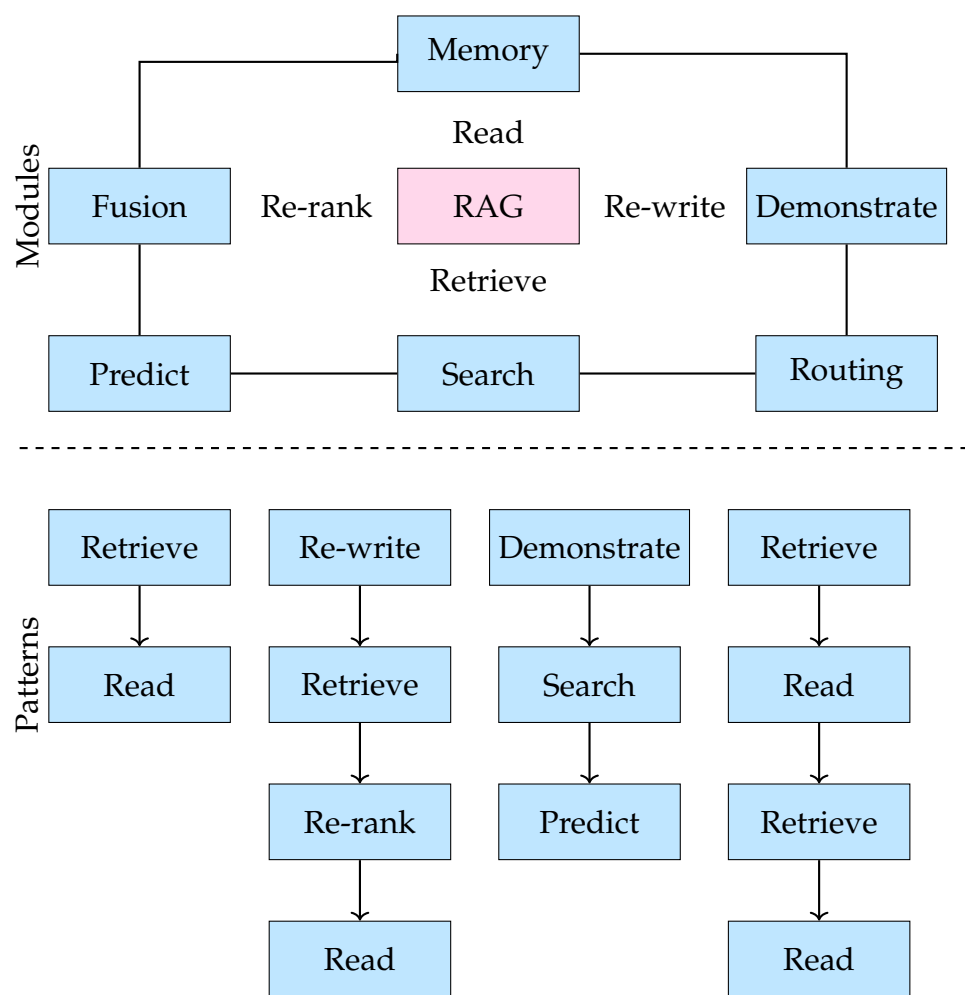 Memory
Read
Modules
Fusion Re-rank RAG Re-write Demonstrate
Retrieve
Predict Search Routing
Retrieve Re-write Demonstrate Retrieve
Patterns
Read Retrieve Search Read
Re-rank Predict Retrieve
Read Read